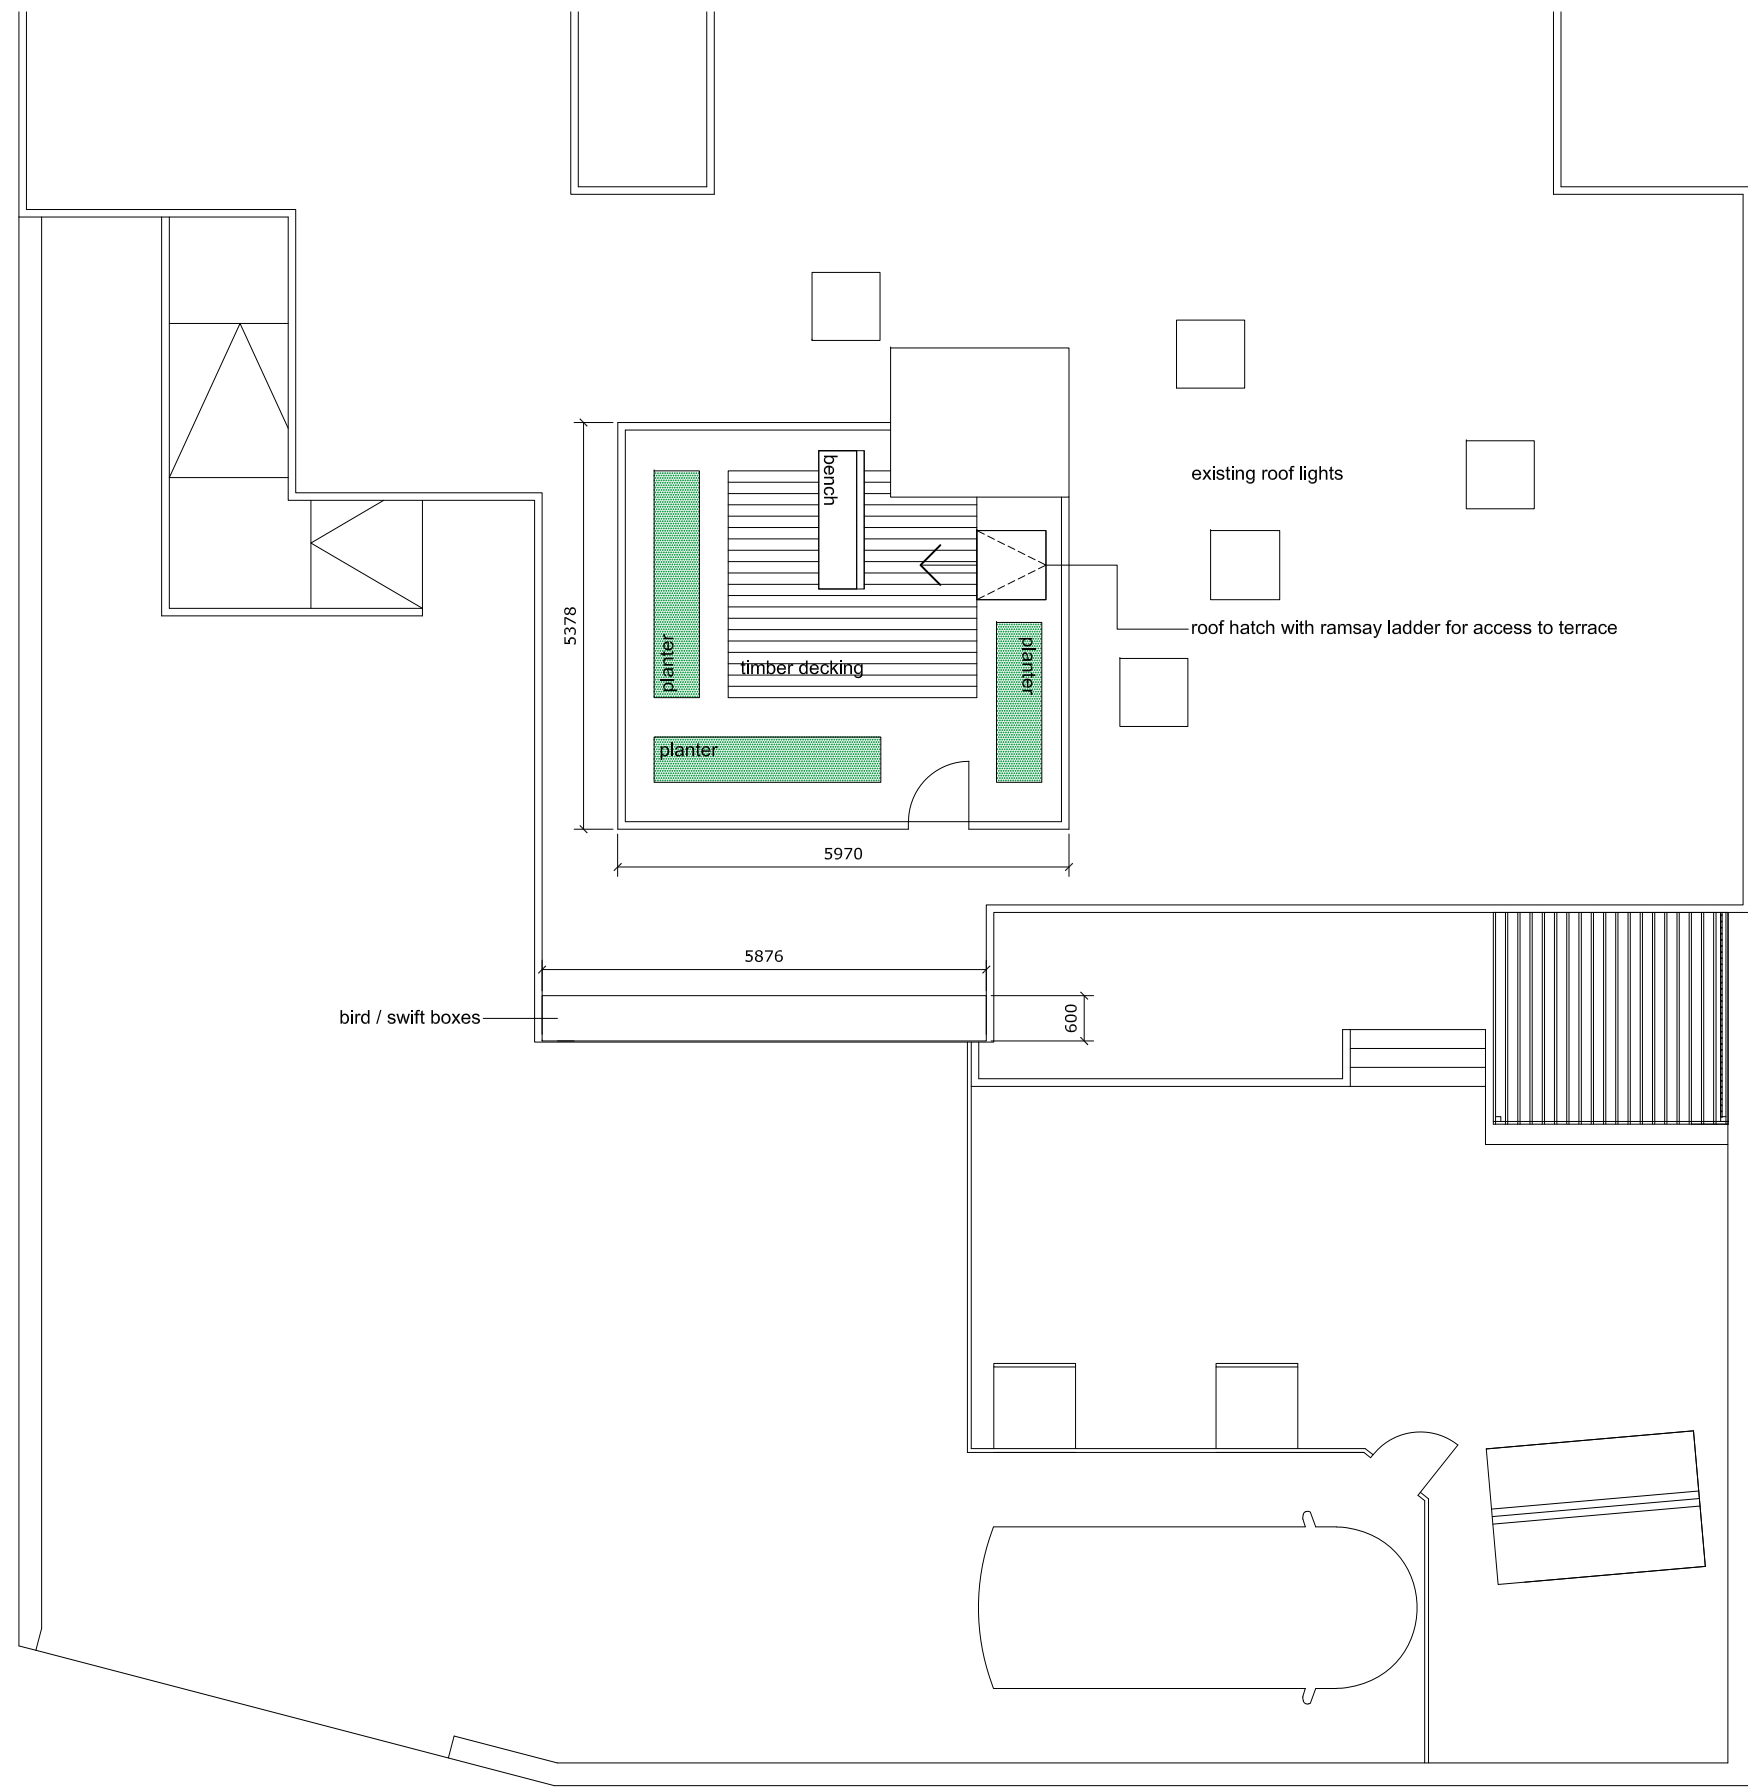 bench
existing roof lights
5378
planter
timber decking
planter
roof hatch with ramsay ladder for access to terrace
planter
5970
5876
bird / swift boxes
600